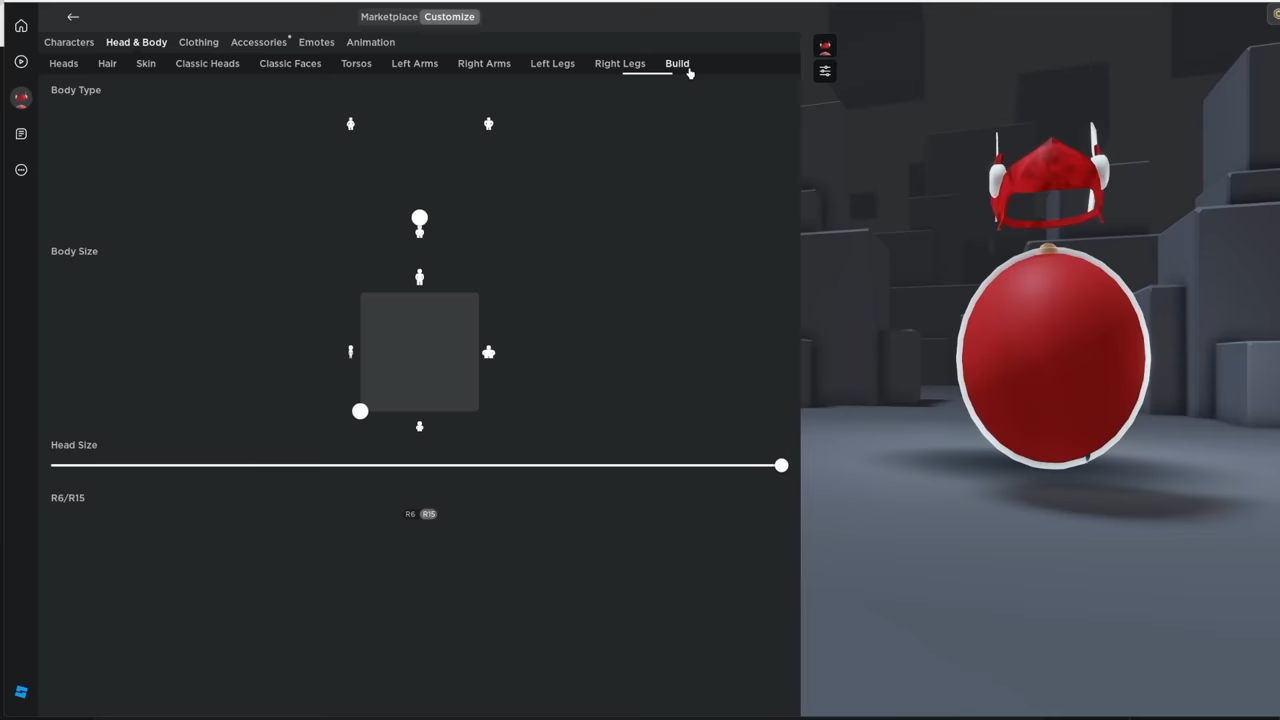 Marketplace Customize
Characters Head & Body Clothing Accessories Emotes Animation
Heads Hair Skin Classic Heads Classic Faces Torsos Left Arms Right Arms Left Legs Right Legs Build
Body Type
Body Size
Head Size
R6/R15
R6 R15